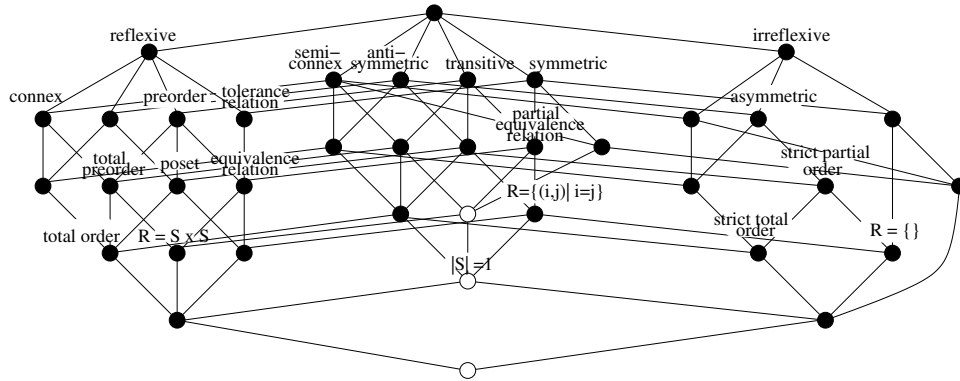 reflexive
irreflexive
semi-
connex
anti-
symmetric
transitive
symmetric
connex
preorder
tolerance
relation
asymmetric
partial
equivalence
relation
total
preorder
poset
equivalence
relation
strict partial
order
R={(i,j)| i=j}
total order
R = S x S
strict total
order
R = {}
|S| =1